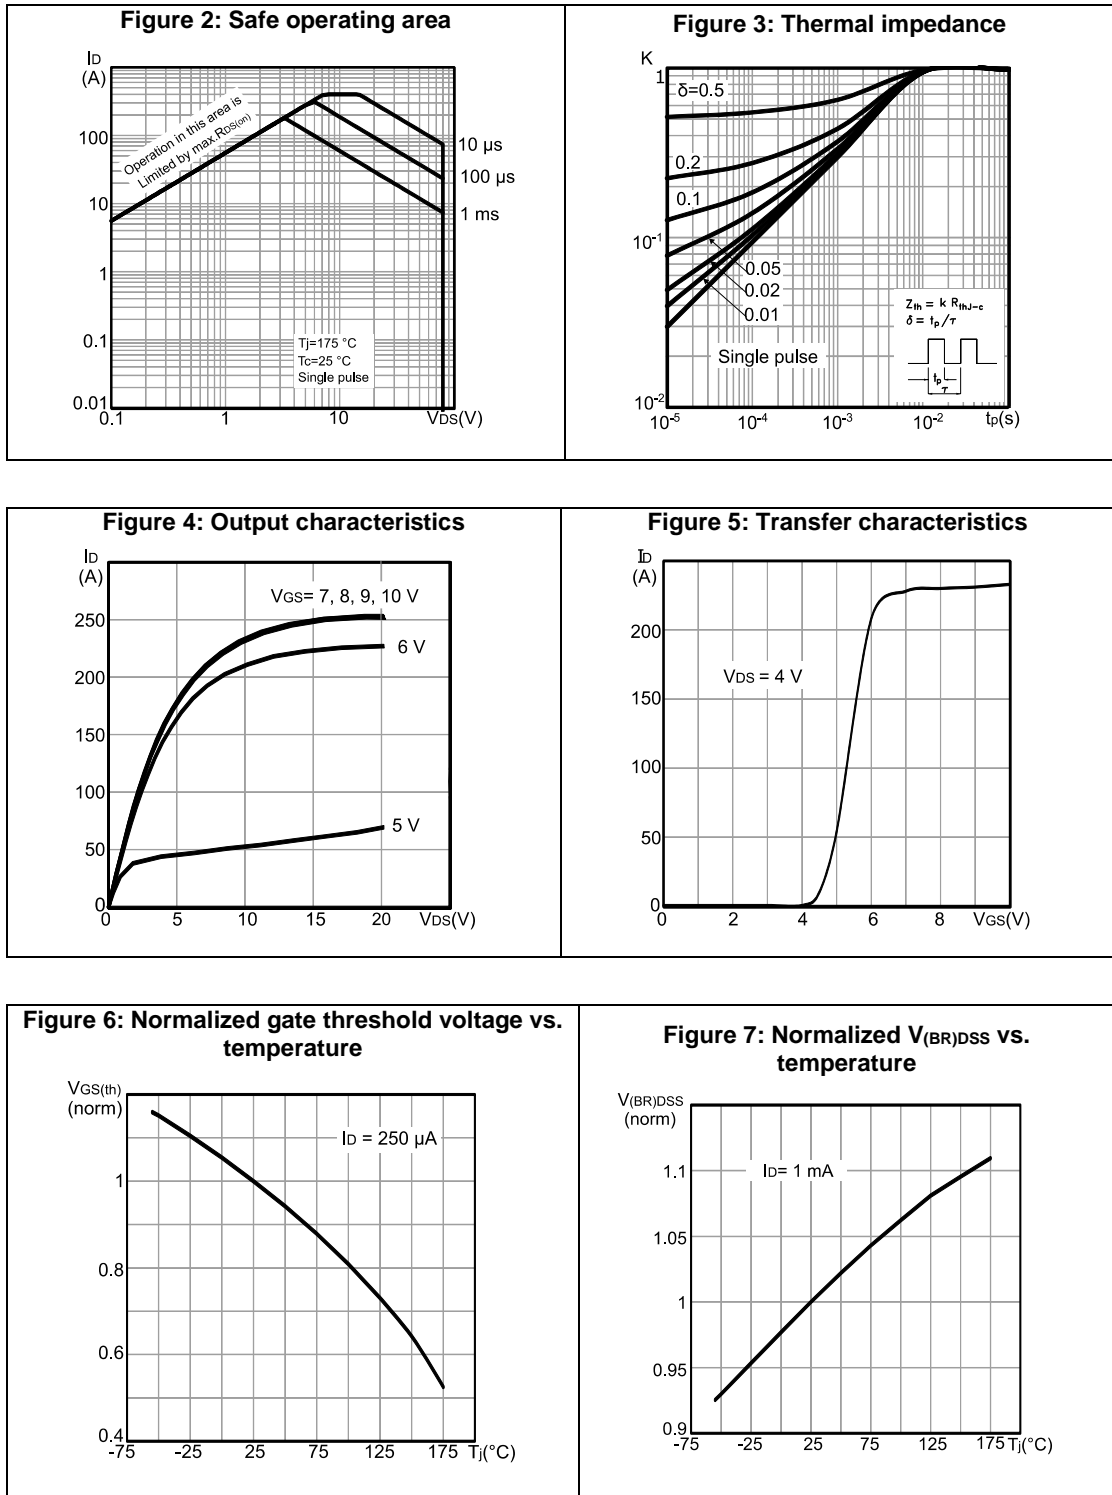 Figure 2: Safe operating area
ID
(A)
100
10
1
0.1
0.01
Operation in this area is
Limited by max.RDS(on)
10 µs
100 µs
1 ms
Tj=175 °C
Tc=25 °C
Single pulse
0.1
1
10
VDS(V)
Figure 3: Thermal impedance
K
1
10-1
10-2
δ=0.5
0.2
0.1
0.05
0.02
0.01
Single pulse
Zth = k RthJ-c
δ = tp/τ
tp
τ
10-5
10-4
10-3
10-2
tp(s)
Figure 4: Output characteristics
ID
(A)
250
200
150
100
50
0
VGS= 7, 8, 9, 10 V
6 V
5 V
0
5
10
15
20
VDS(V)
Figure 5: Transfer characteristics
ID
(A)
200
150
100
50
0
VDS = 4 V
0
2
4
6
8
VGS(V)
Figure 6: Normalized gate threshold voltage vs.
temperature
VGS(th)
(norm)
1
0.8
0.6
0.4
ID = 250 µA
-75
-25
25
75
125
175
Tj(°C)
Figure 7: Normalized V(BR)DSS vs.
temperature
V(BR)DSS
(norm)
1.1
1.05
1
0.95
0.9
ID= 1 mA
-75
-25
25
75
125
175
Tj(°C)